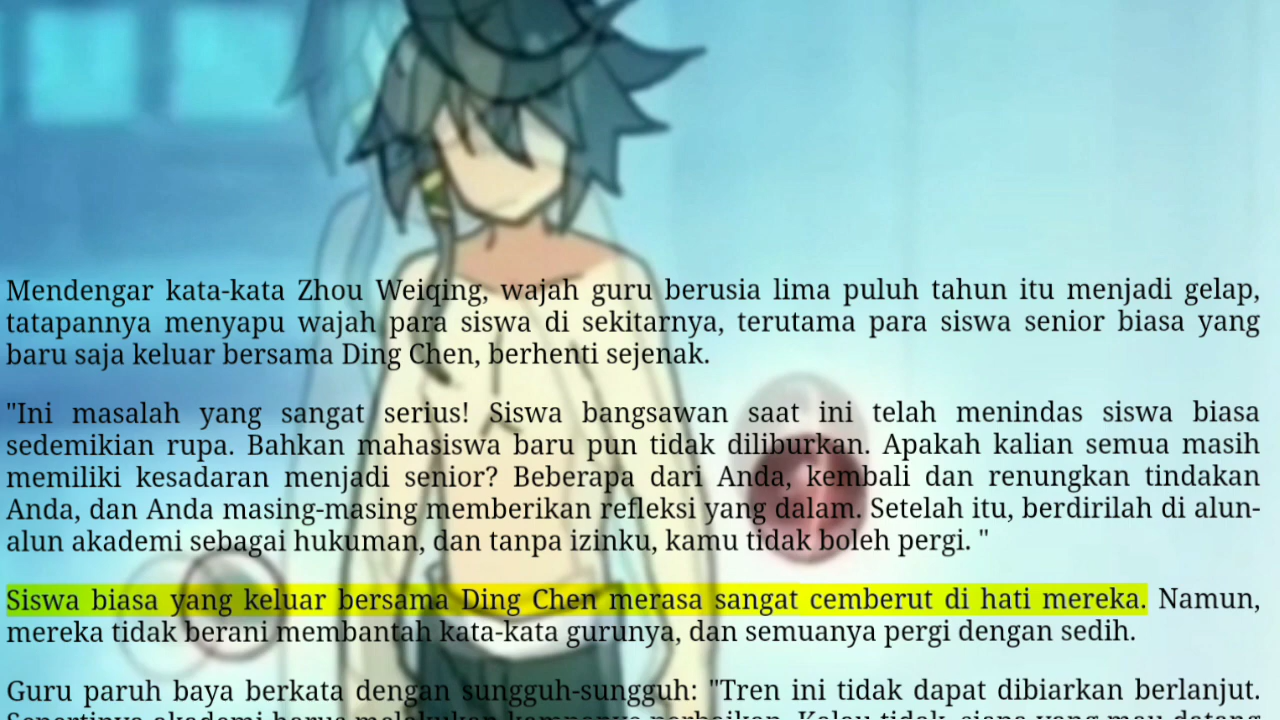 Mendengar kata-kata Zhou Weiqing, wajah guru berusia lima puluh tahun itu menjadi gelap,
tatapannya menyapu wajah para siswa di sekitarnya, terutama para siswa senior biasa yang
baru saja keluar bersama Ding Chen, berhenti sejenak.
"Ini masalah yang sangat serius! Siswa bangsawan saat ini telah menindas siswa biasa
sedemikian rupa. Bahkan mahasiswa baru pun tidak diliburkan. Apakah kalian semua masih
memiliki kesadaran menjadi senior? Beberapa dari Anda, kembali dan renungkan tindakan
Anda, dan Anda masing-masing memberikan refleksi yang dalam. Setelah itu, berdirilah di alun-
alun akademi sebagai hukuman, dan tanpa izinku, kamu tidak boleh pergi. "
Siswa biasa yang keluar bersama Ding Chen merasa sangat cemberut di hati mereka. Namun,
mereka tidak berani membantah kata-kata gurunya, dan semuanya pergi dengan sedih.
Guru paruh baya berkata dengan sungguh-sungguh: "Tren ini tidak dapat dibiarkan berlanjut.